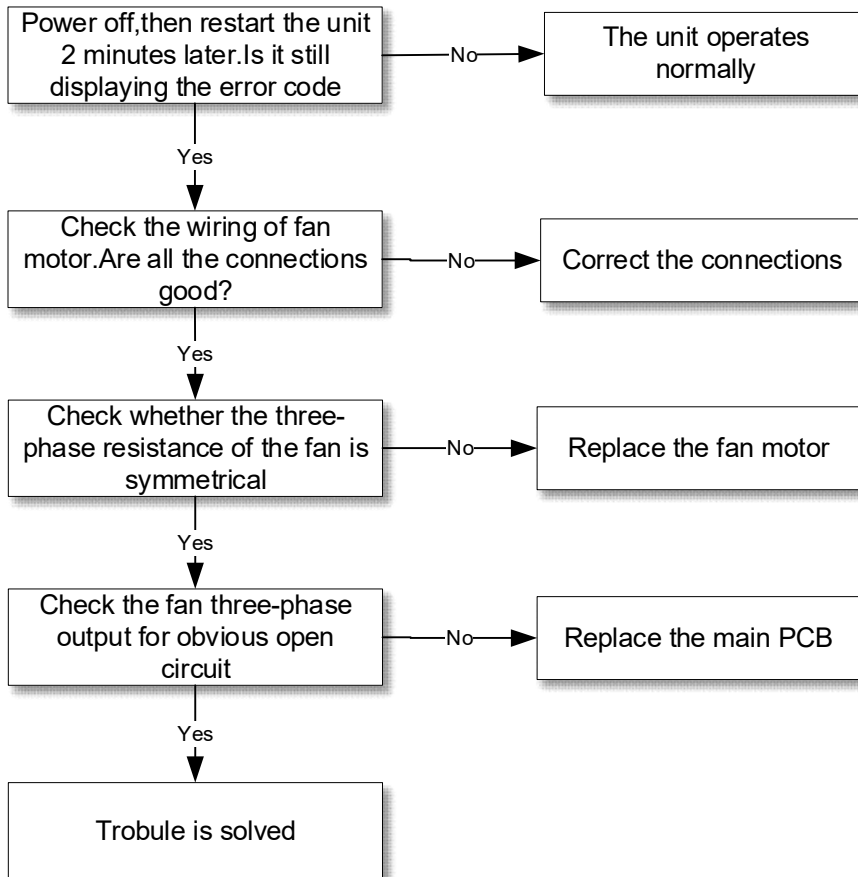 Power off,then restart the unit
2 minutes later.Is it still
displaying the error code
No
The unit operates
normally
Yes
Check the wiring of fan
motor.Are all the connections
good?
No
Correct the connections
Yes
Check whether the three-
phase resistance of the fan is
symmetrical
No
Replace the fan motor
Yes
Check the fan three-phase
output for obvious open
circuit
No
Replace the main PCB
Yes
Trobule is solved